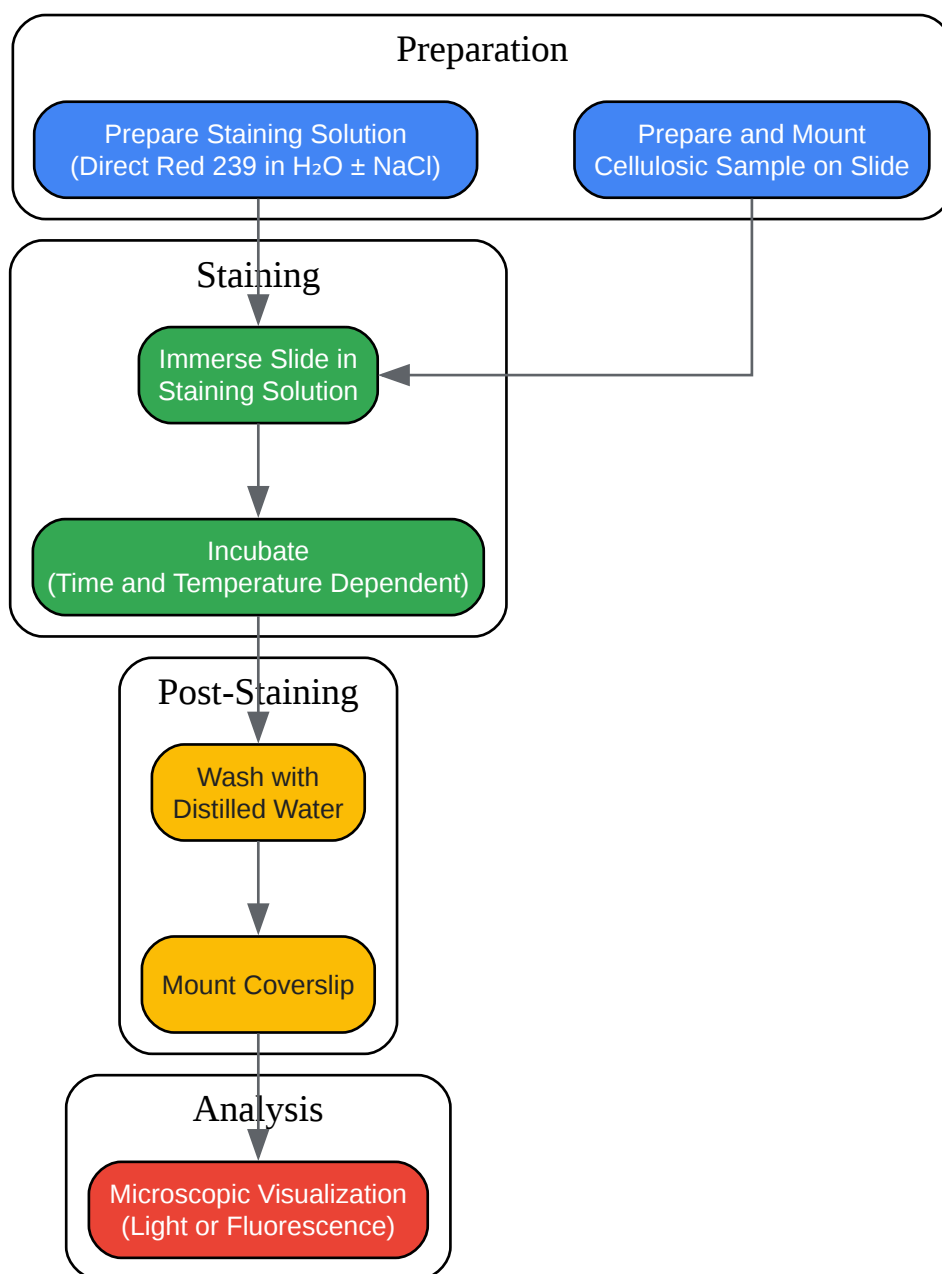 Preparation
Prepare Staining Solution
(Direct Red 239 in H₂O ± NaCl)
Prepare and Mount
Cellulosic Sample on Slide
Staining
Immerse Slide in
Staining Solution
Incubate
(Time and Temperature Dependent)
Post-Staining
Wash with
Distilled Water
Mount Coverslip
Analysis
Microscopic Visualization
(Light or Fluorescence)